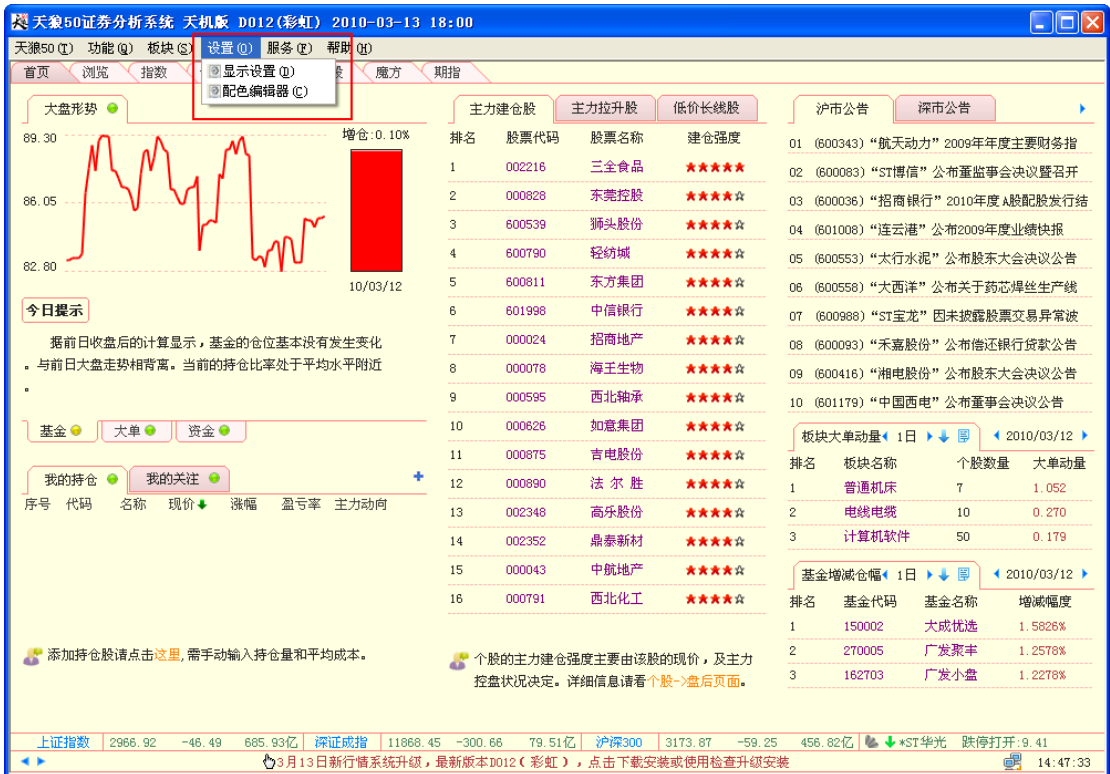 天狼50证券分析系统 天机版 D012(彩虹) 2010-03-13 18:00
天狼50(T) 功能(Q) 板块(S) 设置(O) 服务(F) 帮助(H)
首页 浏览 指数 魔方 期指
显示设置(D)
配色编辑器(C)
大盘形势
89.30
86.05
82.80
增仓:0.10%
10/03/12
今日提示
据前日收盘后的计算显示，基金的仓位基本没有发生变化
。与前日大盘走势相背离。当前的持仓比率处于平均水平附近
。
基金 大单 资金
我的持仓 我的关注
序号 代码 名称 现价 涨幅 盈亏率 主力动向
添加持仓股请点击这里,需手动输入持仓量和平均成本。
主力建仓股 主力拉升股 低价长线股
排名 股票代码 股票名称 建仓强度
1 002216 三全食品 ★★★★★
2 000828 东莞控股 ★★★★☆
3 600539 狮头股份 ★★★★☆
4 600790 轻纺城 ★★★★☆
5 600811 东方集团 ★★★★☆
6 601998 中信银行 ★★★★☆
7 000024 招商地产 ★★★★☆
8 000078 海王生物 ★★★★☆
9 000595 西北轴承 ★★★★☆
10 000626 如意集团 ★★★★☆
11 000875 吉电股份 ★★★★☆
12 000890 法 尔 胜 ★★★★☆
13 002348 高乐股份 ★★★★☆
14 002352 鼎泰新材 ★★★★☆
15 000043 中航地产 ★★★★☆
16 000791 西北化工 ★★★★☆
个股的主力建仓强度主要由该股的现价，及主力
控盘状况决定。详细信息请看个股->盘后页面。
沪市公告 深市公告
01 (600343)“航天动力”2009年年度主要财务指
02 (600083)“ST博信”公布董监事会决议暨召开
03 (600036)“招商银行”2010年度A股配股发行结
04 (601008)“连云港”公布2009年度业绩快报
05 (600553)“太行水泥”公布股东大会决议公告
06 (600558)“大西洋”公布关于药芯焊丝生产线
07 (600988)“ST宝龙”因未披露股票交易异常波
08 (600093)“禾嘉股份”公布偿还银行贷款公告
09 (600416)“湘电股份”公布股东大会决议公告
10 (601179)“中国西电”公布董事会决议公告
板块大单动量 1日 2010/03/12
排名 板块名称 个股数量 大单动量
1 普通机床 7 1.052
2 电线电缆 10 0.270
3 计算机软件 50 0.179
基金增减仓幅 1日 2010/03/12
排名 基金代码 基金名称 增减幅度
1 150002 大成优选 1.5826%
2 270005 广发聚丰 1.2578%
3 162703 广发小盘 1.2278%
上证指数 2966.92 -46.49 685.93亿 深证成指 11868.45 -300.66 79.51亿 沪深300 3173.87 -59.25 456.82亿 *ST华光 跌停打开:9.41
3月13日新行情系统升级，最新版本D012(彩虹)，点击下载安装或使用检查升级安装 14:47:33